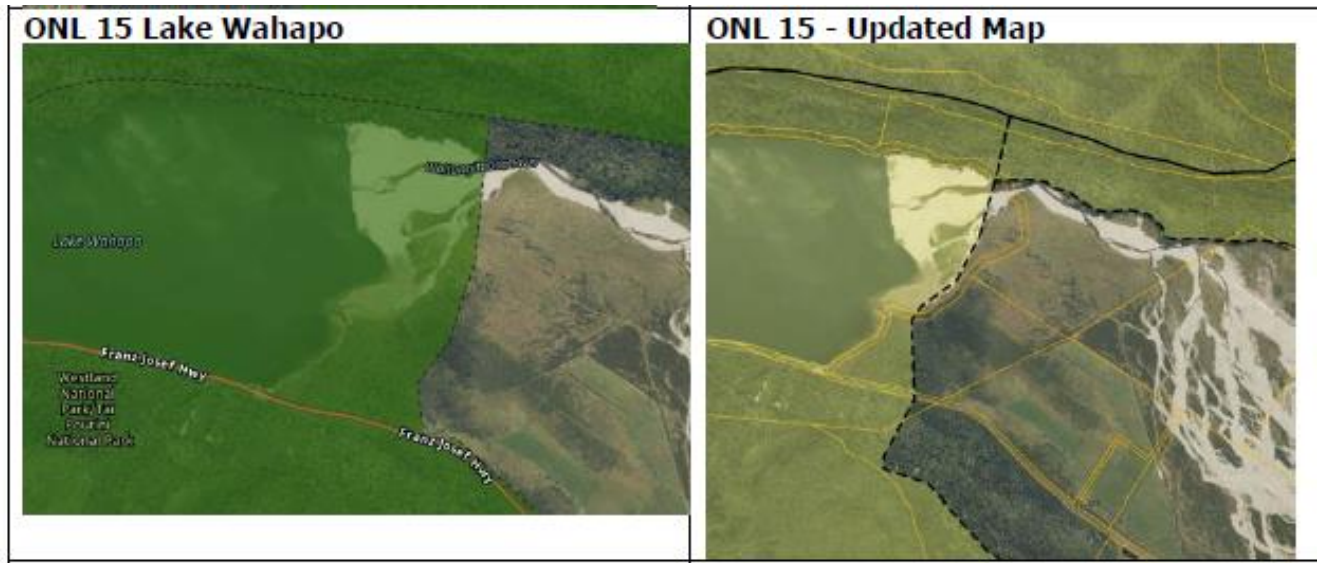 ONL 15 Lake Wahapo
ONL 15 - Updated Map
Lake Wahapo
Franz Josef Hwy
Westland
National
Park/Tai
Poutini
National Park
Franz Josef Hwy